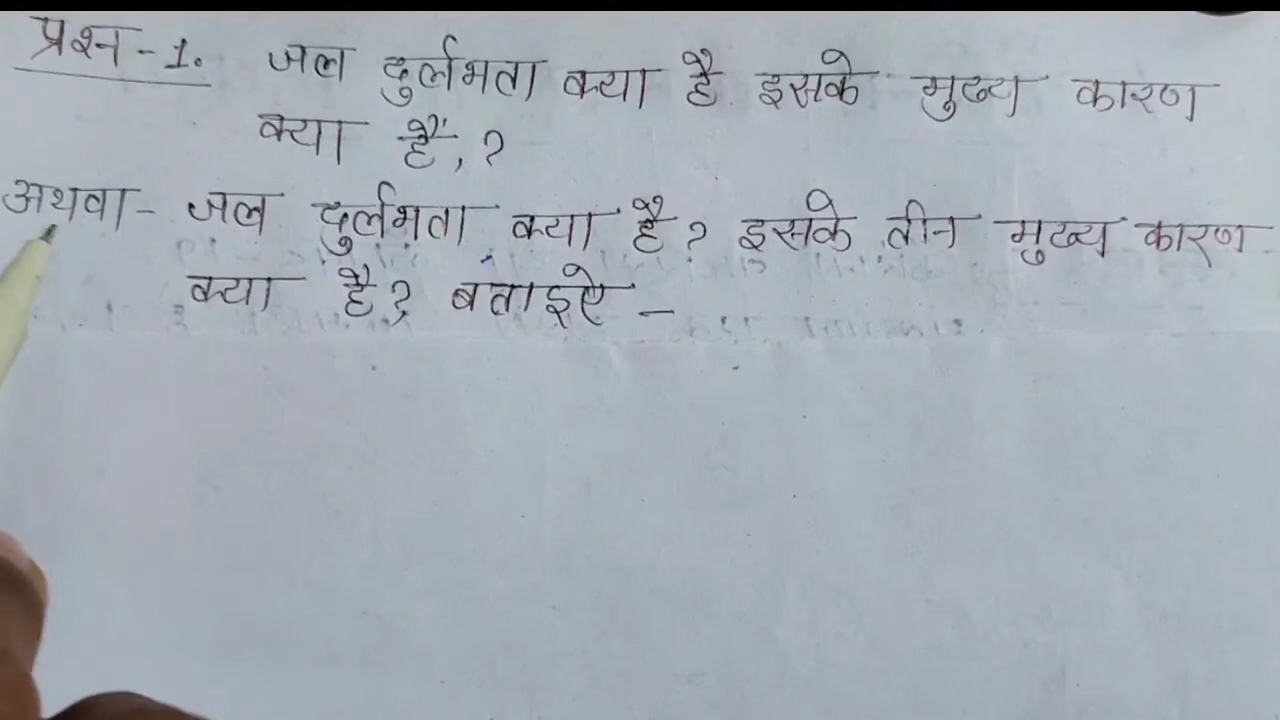 प्रश्न-1. जल दुर्लभता क्या है इसके मुख्य कारण
क्या हैं,?
अथवा- जल दुर्लभता क्या है? इसके तीन मुख्य कारण
क्या है? बताइऐ -